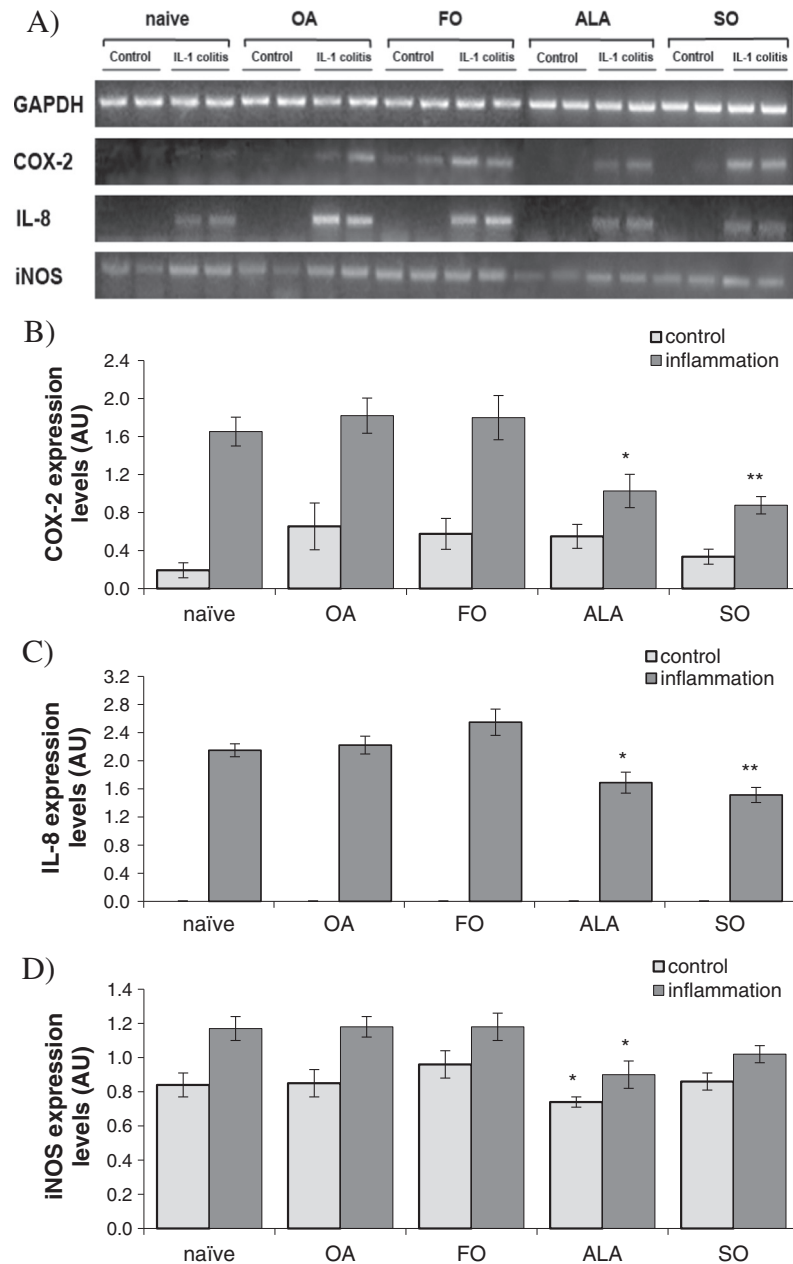 A)
naive OA FO ALA SO
Control IL-1 colitis Control IL-1 colitis Control IL-1 colitis Control IL-1 colitis Control IL-1 colitis
GAPDH
COX-2
IL-8
iNOS
B)
control
inflammation
COX-2 expression
levels (AU)
2.4
2.0
1.6
1.2
0.8
0.4
0.0
*
**
naïve OA FO ALA SO
C)
control
inflammation
IL-8 expression
levels (AU)
3.2
2.8
2.4
2.0
1.6
1.2
0.8
0.4
0.0
*
**
naïve OA FO ALA SO
D)
control
inflammation
iNOS expression
levels (AU)
1.4
1.2
1.0
0.8
0.6
0.4
0.2
0.0
*
*
naïve OA FO ALA SO